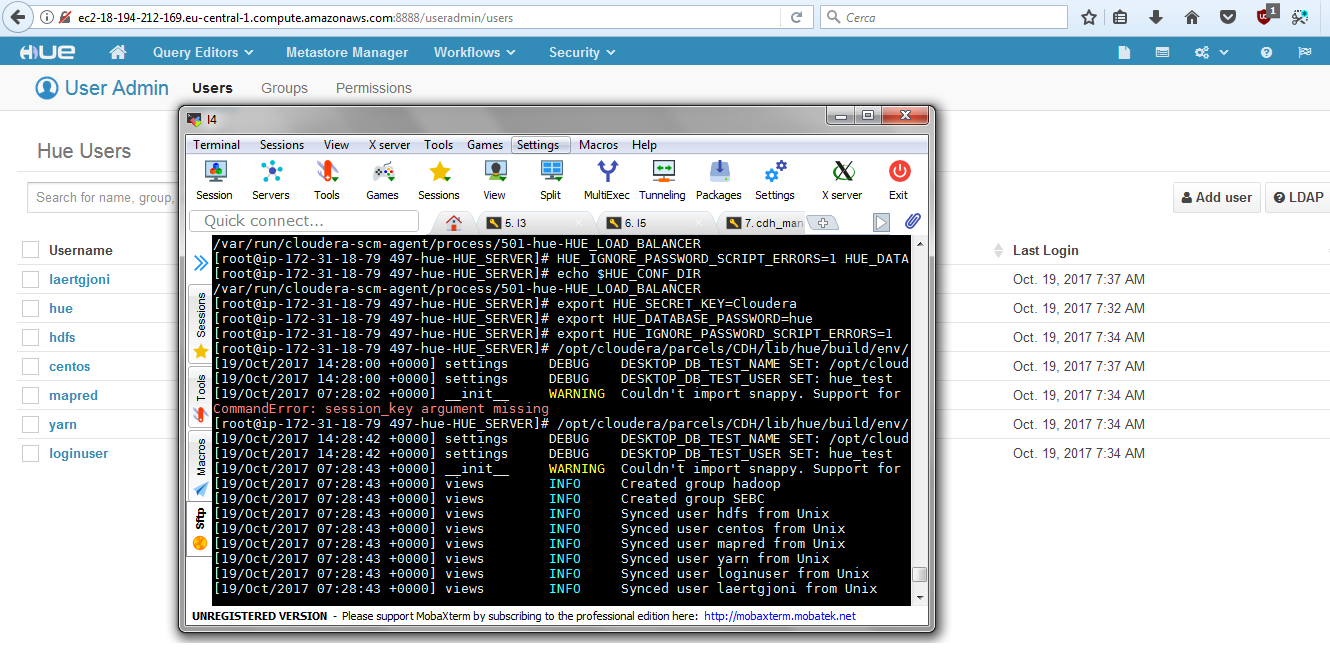 ec2-18-194-212-169.eu-central-1.compute.amazonaws.com:8888/useradmin/users
Cerca
1
HUE
Query Editors
Metastore Manager
Workflows
Security
User Admin
Users
Groups
Permissions
Hue Users
Search for name, group,
Add user
LDAP
Username
Last Login
laertgjoni
Oct. 19, 2017 7:37 AM
hue
Oct. 19, 2017 7:32 AM
hdfs
Oct. 19, 2017 7:34 AM
centos
Oct. 19, 2017 7:37 AM
mapred
Oct. 19, 2017 7:34 AM
yarn
Oct. 19, 2017 7:34 AM
loginuser
Oct. 19, 2017 7:34 AM
I4
Terminal Sessions View X server Tools Games Settings Macros Help
Session Servers Tools Games Sessions View Split MultiExec Tunneling Packages Settings X server Exit
Quick connect...
5. I3
6. I5
7. cdh_man
Sessions
Tools
Macros
Sftp
/var/run/cloudera-scm-agent/process/501-hue-HUE_LOAD_BALANCER
[root@ip-172-31-18-79 497-hue-HUE_SERVER]# HUE_IGNORE_PASSWORD_SCRIPT_ERRORS=1 HUE_DATA
[root@ip-172-31-18-79 497-hue-HUE_SERVER]# echo $HUE_CONF_DIR
/var/run/cloudera-scm-agent/process/501-hue-HUE_LOAD_BALANCER
[root@ip-172-31-18-79 497-hue-HUE_SERVER]# export HUE_SECRET_KEY=Cloudera
[root@ip-172-31-18-79 497-hue-HUE_SERVER]# export HUE_DATABASE_PASSWORD=hue
[root@ip-172-31-18-79 497-hue-HUE_SERVER]# export HUE_IGNORE_PASSWORD_SCRIPT_ERRORS=1
[root@ip-172-31-18-79 497-hue-HUE_SERVER]# /opt/cloudera/parcels/CDH/lib/hue/build/env/
[19/Oct/2017 14:28:00 +0000] settings DEBUG DESKTOP_DB_TEST_NAME SET: /opt/cloud
[19/Oct/2017 14:28:00 +0000] settings DEBUG DESKTOP_DB_TEST_USER SET: hue_test
[19/Oct/2017 14:28:02 +0000] __init__ WARNING Couldn't import snappy. Support for
CommandError: session_key argument missing
[root@ip-172-31-18-79 497-hue-HUE_SERVER]# /opt/cloudera/parcels/CDH/lib/hue/build/env/
[19/Oct/2017 14:28:42 +0000] settings DEBUG DESKTOP_DB_TEST_NAME SET: /opt/cloud
[19/Oct/2017 14:28:42 +0000] settings DEBUG DESKTOP_DB_TEST_USER SET: hue_test
[19/Oct/2017 07:28:43 +0000] __init__ WARNING Couldn't import snappy. Support for
[19/Oct/2017 07:28:43 +0000] views INFO Created group hadoop
[19/Oct/2017 07:28:43 +0000] views INFO Created group SEBC
[19/Oct/2017 07:28:43 +0000] views INFO Synced user hdfs from Unix
[19/Oct/2017 07:28:43 +0000] views INFO Synced user centos from Unix
[19/Oct/2017 07:28:43 +0000] views INFO Synced user mapred from Unix
[19/Oct/2017 07:28:43 +0000] views INFO Synced user yarn from Unix
[19/Oct/2017 07:28:43 +0000] views INFO Synced user loginuser from Unix
[19/Oct/2017 07:28:43 +0000] views INFO Synced user laertgjoni from Unix
UNREGISTERED VERSION - Please support MobaXterm by subscribing to the professional edition here: http://mobaxterm.mobatek.net